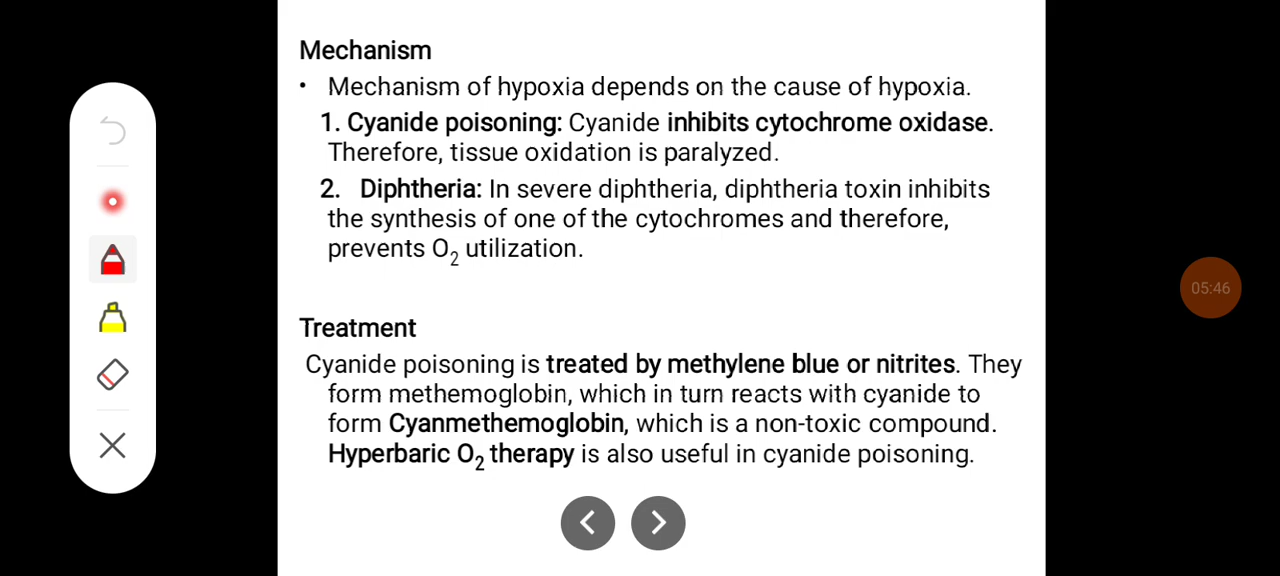 Mechanism
• Mechanism of hypoxia depends on the cause of hypoxia.
1. Cyanide poisoning: Cyanide inhibits cytochrome oxidase.
Therefore, tissue oxidation is paralyzed.
2. Diphtheria: In severe diphtheria, diphtheria toxin inhibits
the synthesis of one of the cytochromes and therefore,
prevents O2 utilization.
05:46
Treatment
Cyanide poisoning is treated by methylene blue or nitrites. They
form methemoglobin, which in turn reacts with cyanide to
form Cyanmethemoglobin, which is a non-toxic compound.
Hyperbaric O2 therapy is also useful in cyanide poisoning.